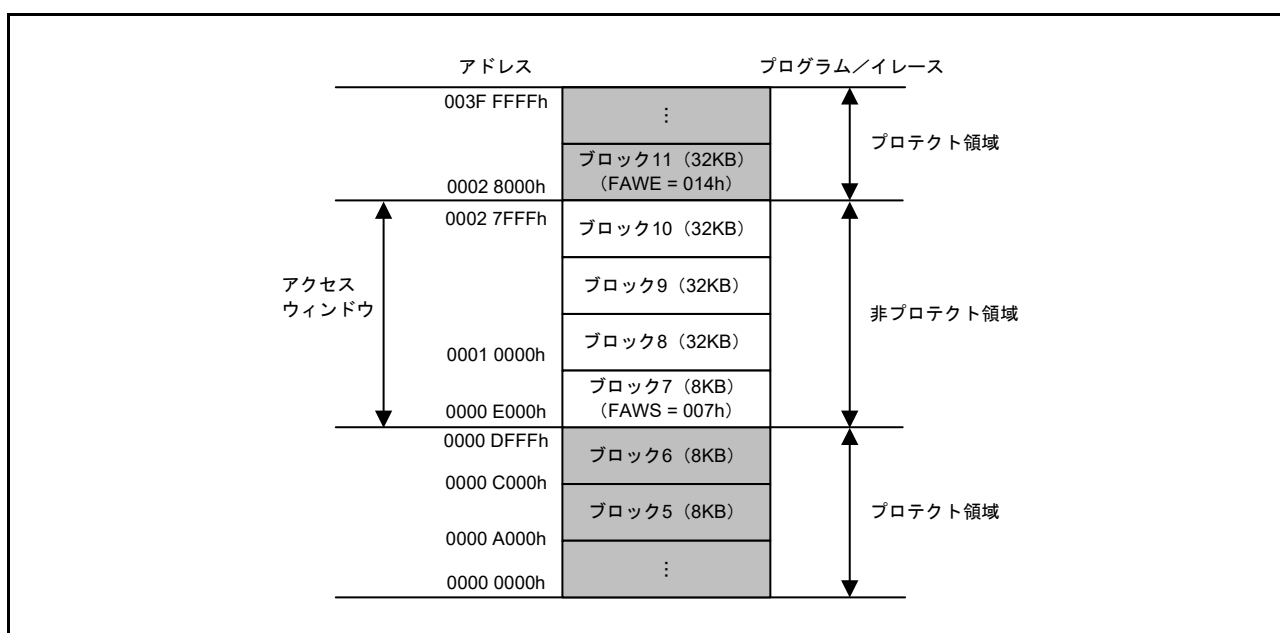 アドレス
プログラム／イレース
003F FFFFh
⋮
プロテクト領域
ブロック11（32KB）
（FAWE = 014h）
0002 8000h
0002 7FFFh
ブロック10（32KB）
アクセス
ウィンドウ
ブロック9（32KB）
非プロテクト領域
ブロック8（32KB）
0001 0000h
ブロック7（8KB）
（FAWS = 007h）
0000 E000h
0000 DFFFh
ブロック6（8KB）
0000 C000h
ブロック5（8KB）
プロテクト領域
0000 A000h
⋮
0000 0000h